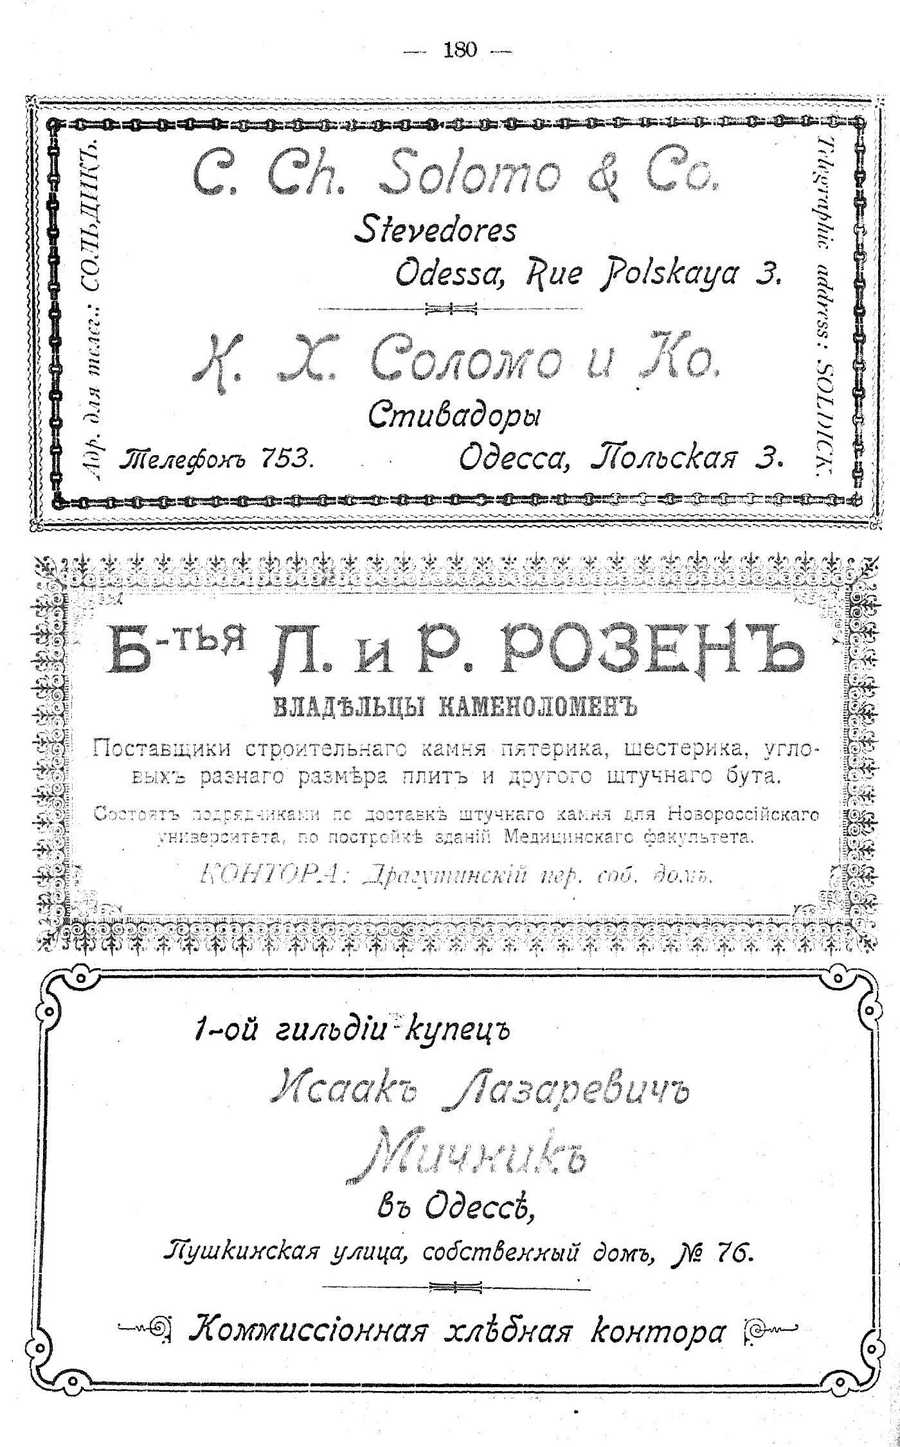 — 180 —
Адр. для телег.: СОЛЬДИКЪ.
C. Ch. Solomo & Co.
Stevedores
Odessa, Rue Polskaya 3.
К. Х. Соломо и Ко.
Стивадоры
Телефонъ 753.
Одесса, Польская 3.
Telegraphic address: SOLDICK.
Б-тья Л. и Р. РОЗЕНЪ
ВЛАДѢЛЬЦЫ КАМЕНОЛОМЕНЪ
Поставщики строительнаго камня пятерика, шестерика, угло-
выхъ разнаго размѣра плитъ и другого штучнаго бута.
Состоятъ подрядчиками по доставкѣ штучнаго камня для Новороссійскаго
университета, по постройкѣ зданій Медицинскаго факультета.
КОНТОРА: Драгутинскій пер. соб. домъ.
1-ой гильдіи купецъ
Исаакъ Лазаревичъ
Мичникъ
въ Одессѣ,
Пушкинская улица, собственный домъ, № 76.
Коммиссіонная хлѣбная контора